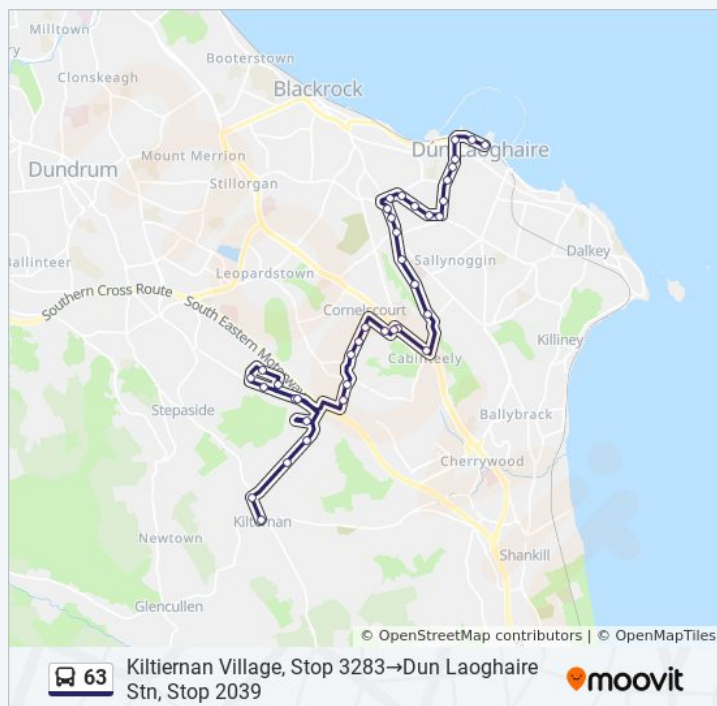 Milltown
Booterstown
Clonskeagh
Blackrock
Mount Merrion
Dún Laoghaire
Dundrum
Stillorgan
Dalkey
Sallynoggin
Ballinteer
Leopardstown
Southern Cross Route
South Eastern Motorway
Cornelscourt
Killiney
Cabinteely
Stepaside
Ballybrack
Cherrywood
Kilternan
Newtown
Shankill
Glencullen
© OpenStreetMap contributors | © OpenMapTiles
63
Kiltiernan Village, Stop 3283→Dun Laoghaire
Stn, Stop 2039
moovit